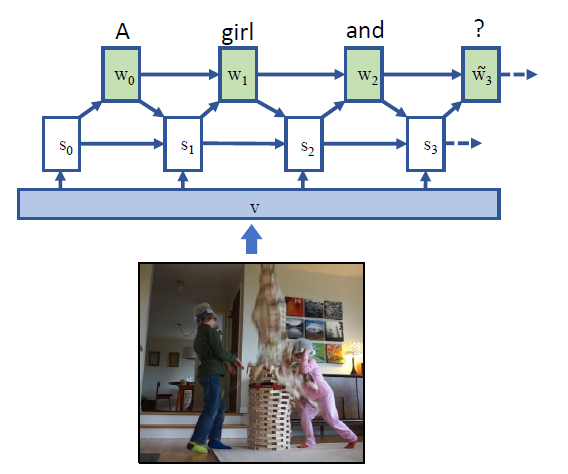 A girl and ?
w₀ w₁ w₂ w̃₃
s₀ s₁ s₂ s₃
v